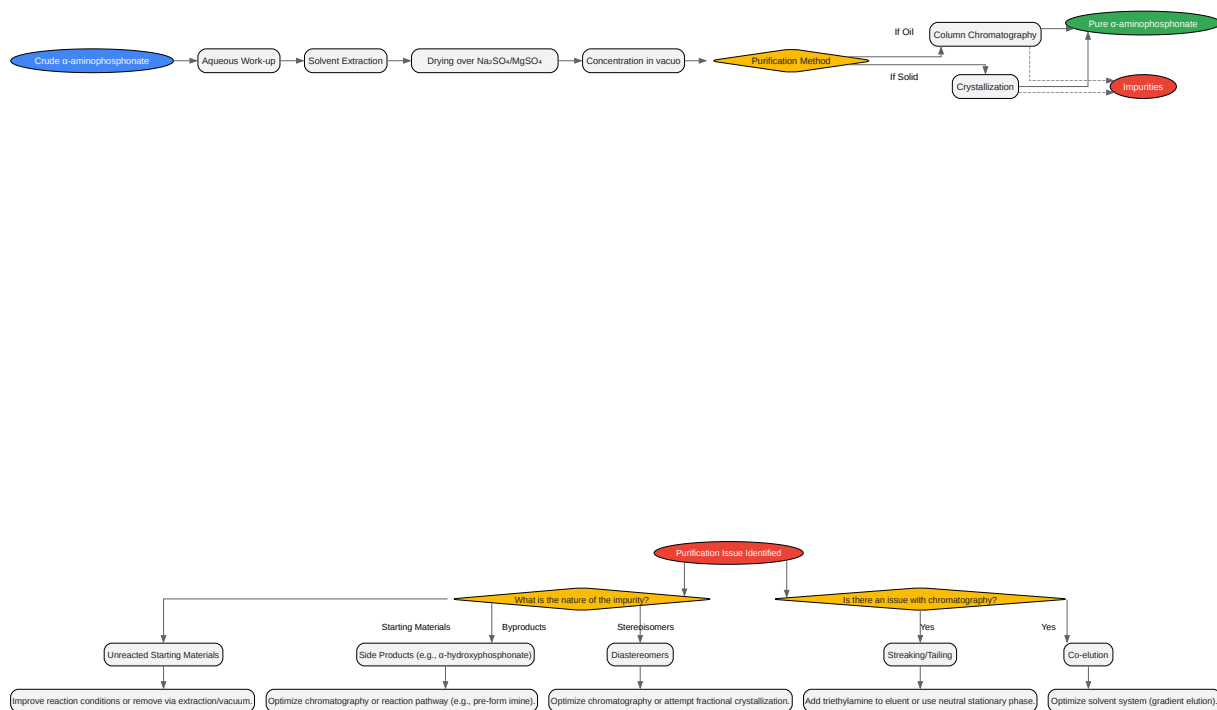 Pure α-aminophosphonate
If Oil
Column Chromatography
Crude α-aminophosphonate
Aqueous Work-up
Solvent Extraction
Drying over Na₂SO₄/MgSO₄
Concentration in vacuo
Purification Method
If Solid
Crystallization
Impurities
Purification Issue Identified
What is the nature of the impurity?
Is there an issue with chromatography?
Starting Materials
Byproducts
Stereoisomers
Yes
Yes
Unreacted Starting Materials
Side Products (e.g., α-hydroxyphosphonate)
Diastereomers
Streaking/Tailing
Co-elution
Improve reaction conditions or remove via extraction/vacuum.
Optimize chromatography or reaction pathway (e.g., pre-form imine).
Optimize chromatography or attempt fractional crystallization.
Add triethylamine to eluent or use neutral stationary phase.
Optimize solvent system (gradient elution).